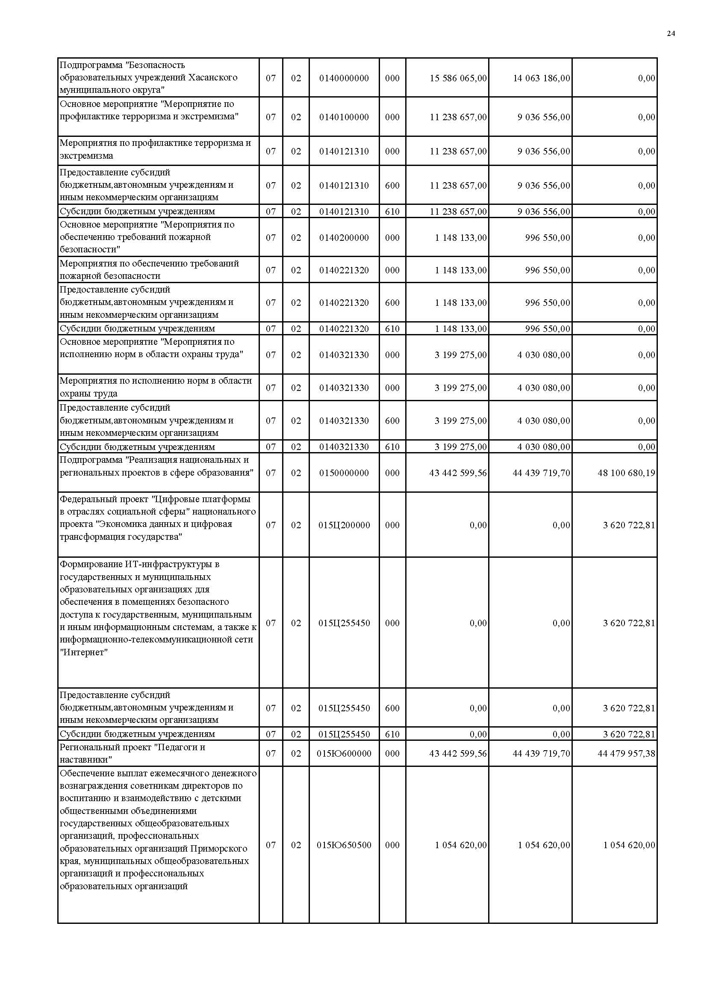 24
Подпрограмма "Безопасность
образовательных учреждений Хасанского
муниципального округа"
07 02 0140000000 000 15 586 065,00 14 063 186,00 0,00
Основное мероприятие "Мероприятие по
профилактике терроризма и экстремизма"
07 02 0140100000 000 11 238 657,00 9 036 556,00 0,00
Мероприятия по профилактике терроризма и
экстремизма
07 02 0140121310 000 11 238 657,00 9 036 556,00 0,00
Предоставление субсидий
бюджетным,автономным учреждениям и
иным некоммерческим организациям
07 02 0140121310 600 11 238 657,00 9 036 556,00 0,00
Субсидии бюджетным учреждениям 07 02 0140121310 610 11 238 657,00 9 036 556,00 0,00
Основное мероприятие "Мероприятия по
обеспечению требований пожарной
безопасности"
07 02 0140200000 000 1 148 133,00 996 550,00 0,00
Мероприятия по обеспечению требований
пожарной безопасности
07 02 0140221320 000 1 148 133,00 996 550,00 0,00
Предоставление субсидий
бюджетным,автономным учреждениям и
иным некоммерческим организациям
07 02 0140221320 600 1 148 133,00 996 550,00 0,00
Субсидии бюджетным учреждениям 07 02 0140221320 610 1 148 133,00 996 550,00 0,00
Основное мероприятие "Мероприятия по
исполнению норм в области охраны труда"
07 02 0140321330 000 3 199 275,00 4 030 080,00 0,00
Мероприятия по исполнению норм в области
охраны труда
07 02 0140321330 000 3 199 275,00 4 030 080,00 0,00
Предоставление субсидий
бюджетным,автономным учреждениям и
иным некоммерческим организациям
07 02 0140321330 600 3 199 275,00 4 030 080,00 0,00
Субсидии бюджетным учреждениям 07 02 0140321330 610 3 199 275,00 4 030 080,00 0,00
Подпрограмма "Реализация национальных и
региональных проектов в сфере образования"
07 02 0150000000 000 43 442 599,56 44 439 719,70 48 100 680,19
Федеральный проект "Цифровые платформы
в отраслях социальной сферы" национального
проекта "Экономика данных и цифровая
трансформация государства"
07 02 015Ц200000 000 0,00 0,00 3 620 722,81
Формирование ИТ-инфраструктуры в
государственных и муниципальных
образовательных организациях для
обеспечения в помещениях безопасного
доступа к государственным, муниципальным
и иным информационным системам, а также к
информационно-телекоммуникационной сети
"Интернет"
07 02 015Ц255450 000 0,00 0,00 3 620 722,81
Предоставление субсидий
бюджетным,автономным учреждениям и
иным некоммерческим организациям
07 02 015Ц255450 600 0,00 0,00 3 620 722,81
Субсидии бюджетным учреждениям 07 02 015Ц255450 610 0,00 0,00 3 620 722,81
Региональный проект "Педагоги и
наставники"
07 02 015Ю600000 000 43 442 599,56 44 439 719,70 44 479 957,38
Обеспечение выплат ежемесячного денежного
вознаграждения советникам директоров по
воспитанию и взаимодействию с детскими
общественными объединениями
государственных общеобразовательных
организаций, профессиональных
образовательных организаций Приморского
края, муниципальных общеобразовательных
организаций и профессиональных
образовательных организаций
07 02 015Ю650500 000 1 054 620,00 1 054 620,00 1 054 620,00